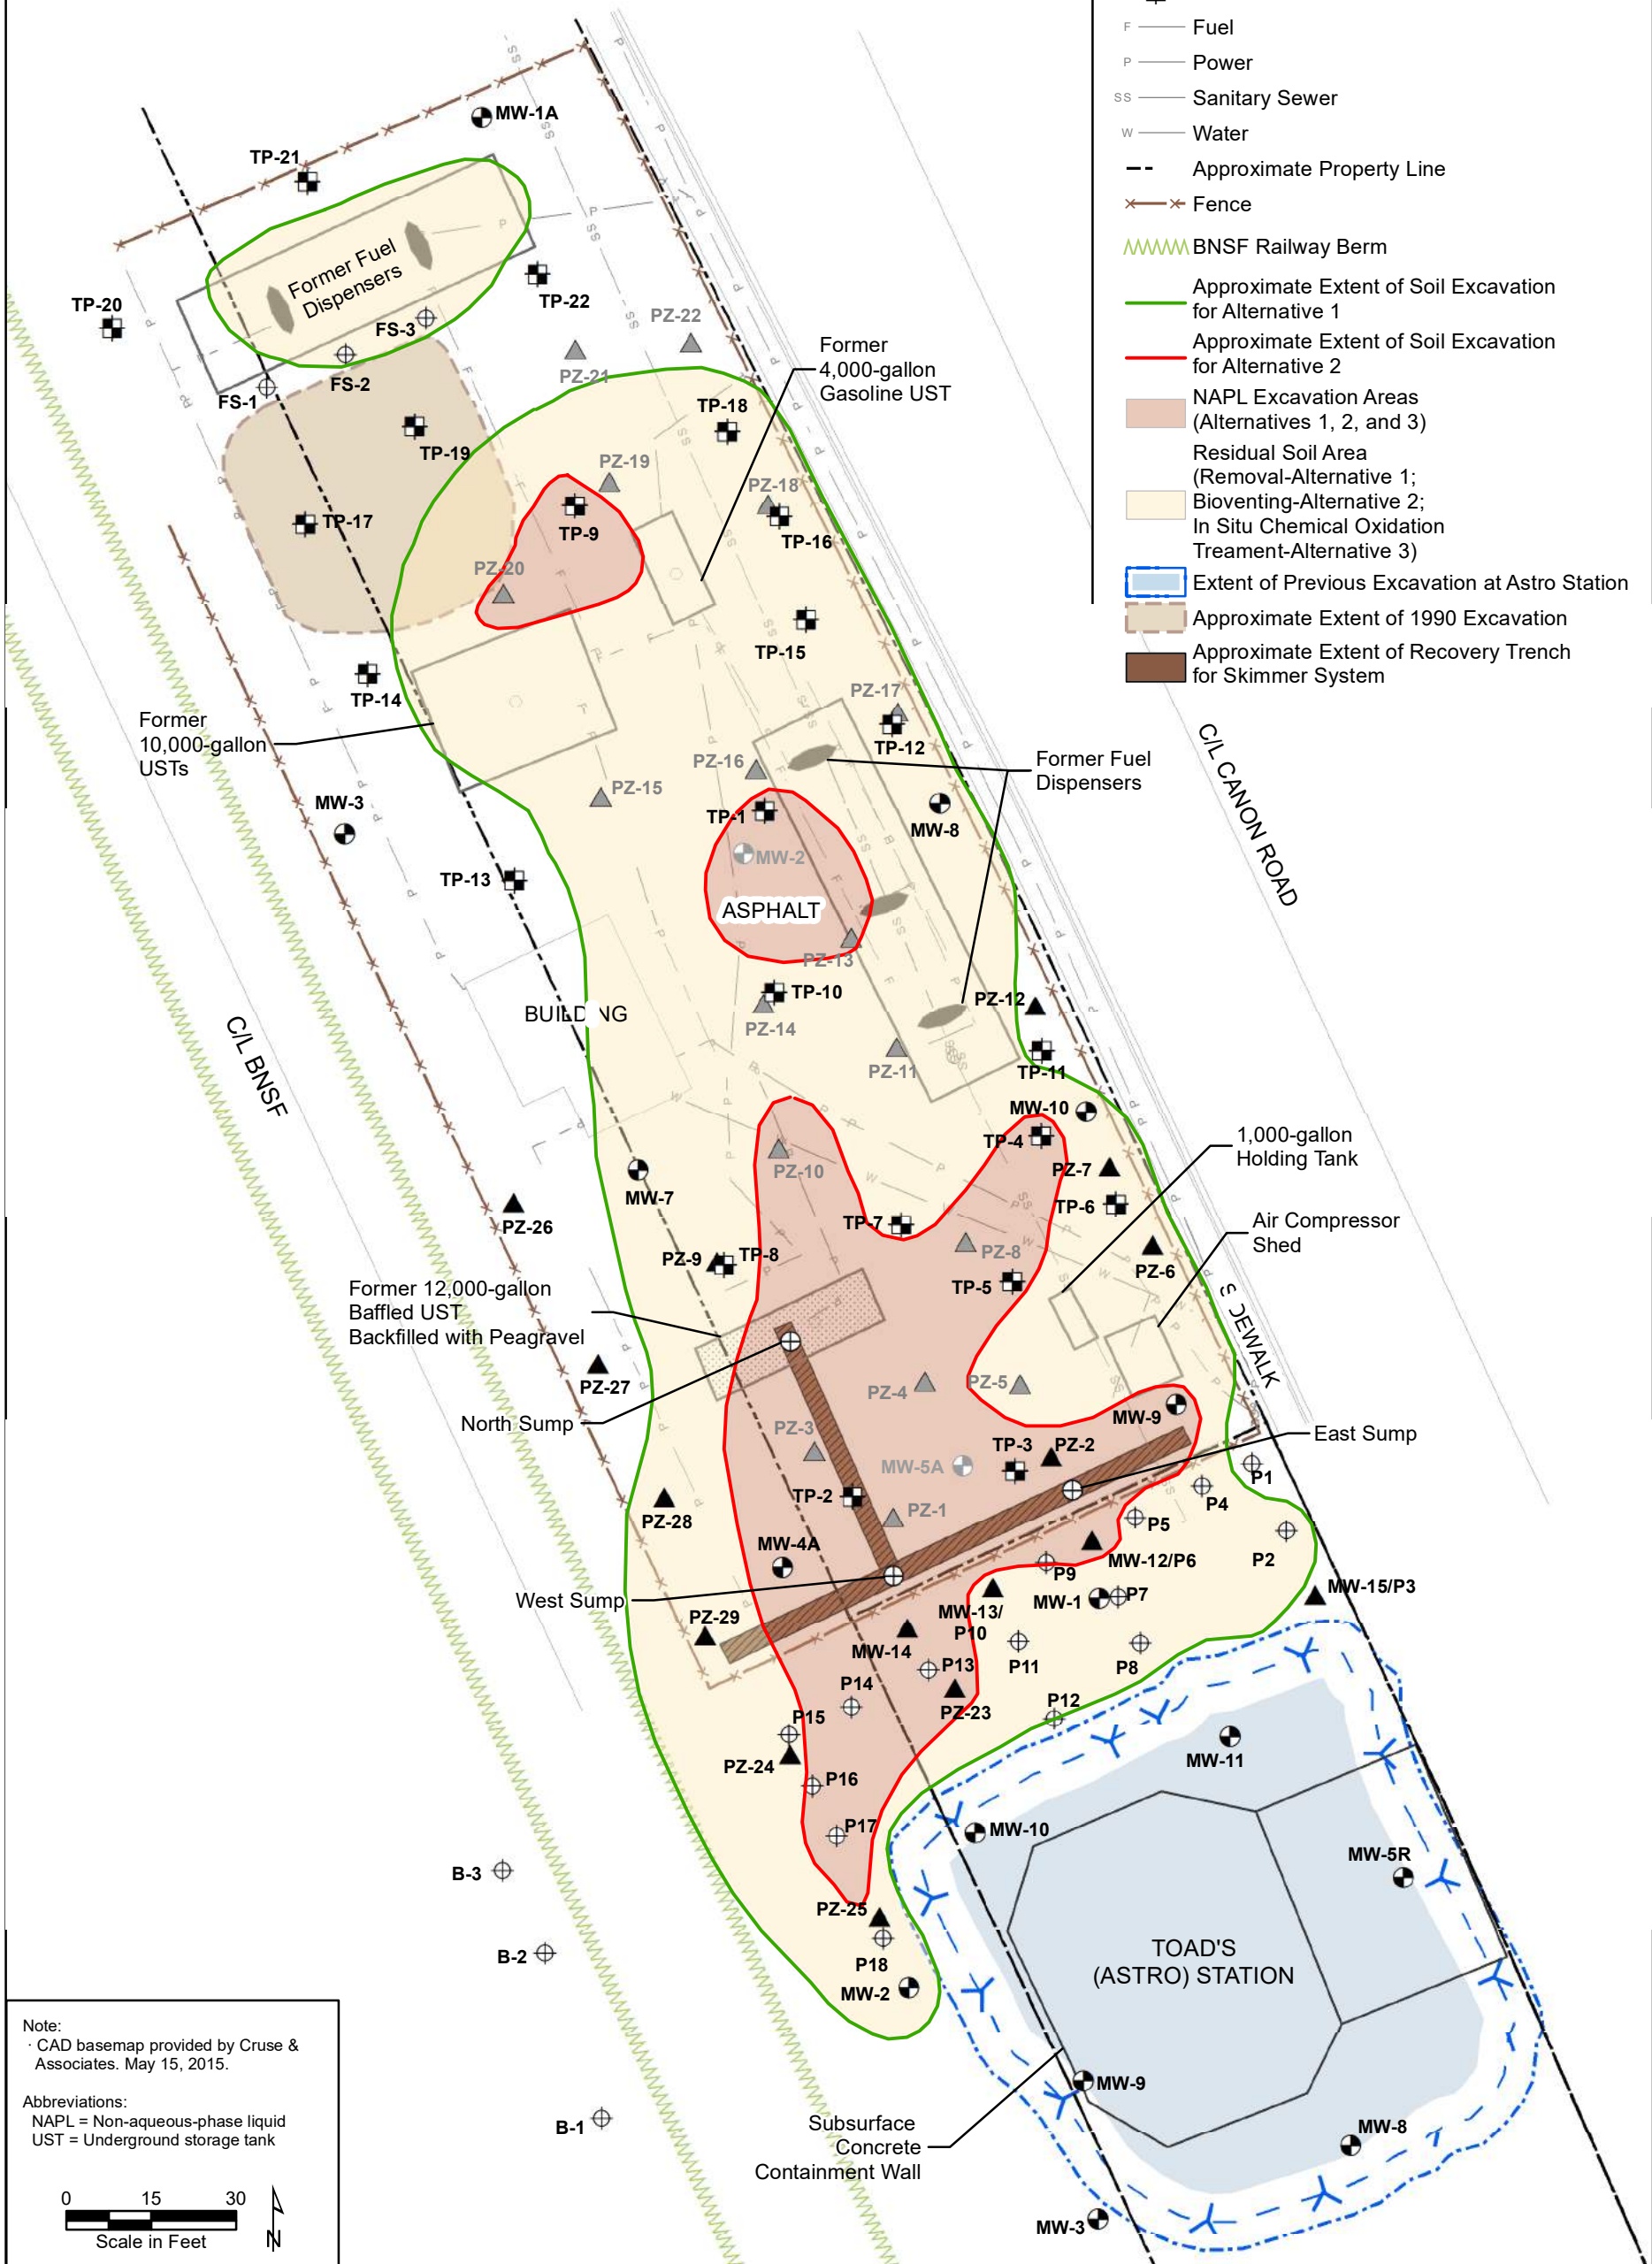 Fuel
Power
Sanitary Sewer
Water
Approximate Property Line
Fence
BNSF Railway Berm
Approximate Extent of Soil Excavation
for Alternative 1
Approximate Extent of Soil Excavation
for Alternative 2
NAPL Excavation Areas
(Alternatives 1, 2, and 3)
Residual Soil Area
(Removal-Alternative 1;
Bioventing-Alternative 2;
In Situ Chemical Oxidation
Treament-Alternative 3)
Extent of Previous Excavation at Astro Station
Approximate Extent of 1990 Excavation
Approximate Extent of Recovery Trench
for Skimmer System
F
P
SS
W
MW-1A
TP-21
Former Fuel
Dispensers
TP-22
TP-20
FS-3
FS-2
FS-1
PZ-22
PZ-21
Former
4,000-gallon
Gasoline UST
TP-18
TP-19
PZ-19
PZ-18
TP-17
TP-9
TP-16
PZ-20
TP-15
TP-14
PZ-17
TP-12
Former
10,000-gallon
USTs
PZ-16
PZ-15
Former Fuel
Dispensers
C/L CANON ROAD
MW-3
TP-1
MW-8
MW-2
TP-13
ASPHALT
PZ-13
TP-10
PZ-12
PZ-14
BUILDING
C/L BNSF
TP-11
PZ-11
MW-10
TP-4
1,000-gallon
Holding Tank
PZ-10
PZ-7
MW-7
TP-6
PZ-26
TP-7
Air Compressor
Shed
PZ-8
PZ-9
TP-8
PZ-6
TP-5
Former 12,000-gallon
Baffled UST
Backfilled with Peagravel
S DEWALK
PZ-27
PZ-4
PZ-5
North Sump
MW-9
East Sump
PZ-3
TP-3
PZ-2
MW-5A
P1
TP-2
P4
PZ-28
PZ-1
P5
P2
MW-4A
MW-12/P6
P9
West Sump
MW-15/P3
PZ-29
MW-13/
P10
MW-1
P7
MW-14
P11
P8
P13
P14
PZ-23
P12
P15
PZ-24
MW-11
P16
P17
MW-10
MW-5R
B-3
PZ-25
B-2
P18
TOAD'S
(ASTRO) STATION
MW-2
MW-9
B-1
Subsurface
Concrete
Containment Wall
MW-8
MW-3
Note:
· CAD basemap provided by Cruse &
Associates. May 15, 2015.
Abbreviations:
NAPL = Non-aqueous-phase liquid
UST = Underground storage tank
0 15 30
Scale in Feet
N